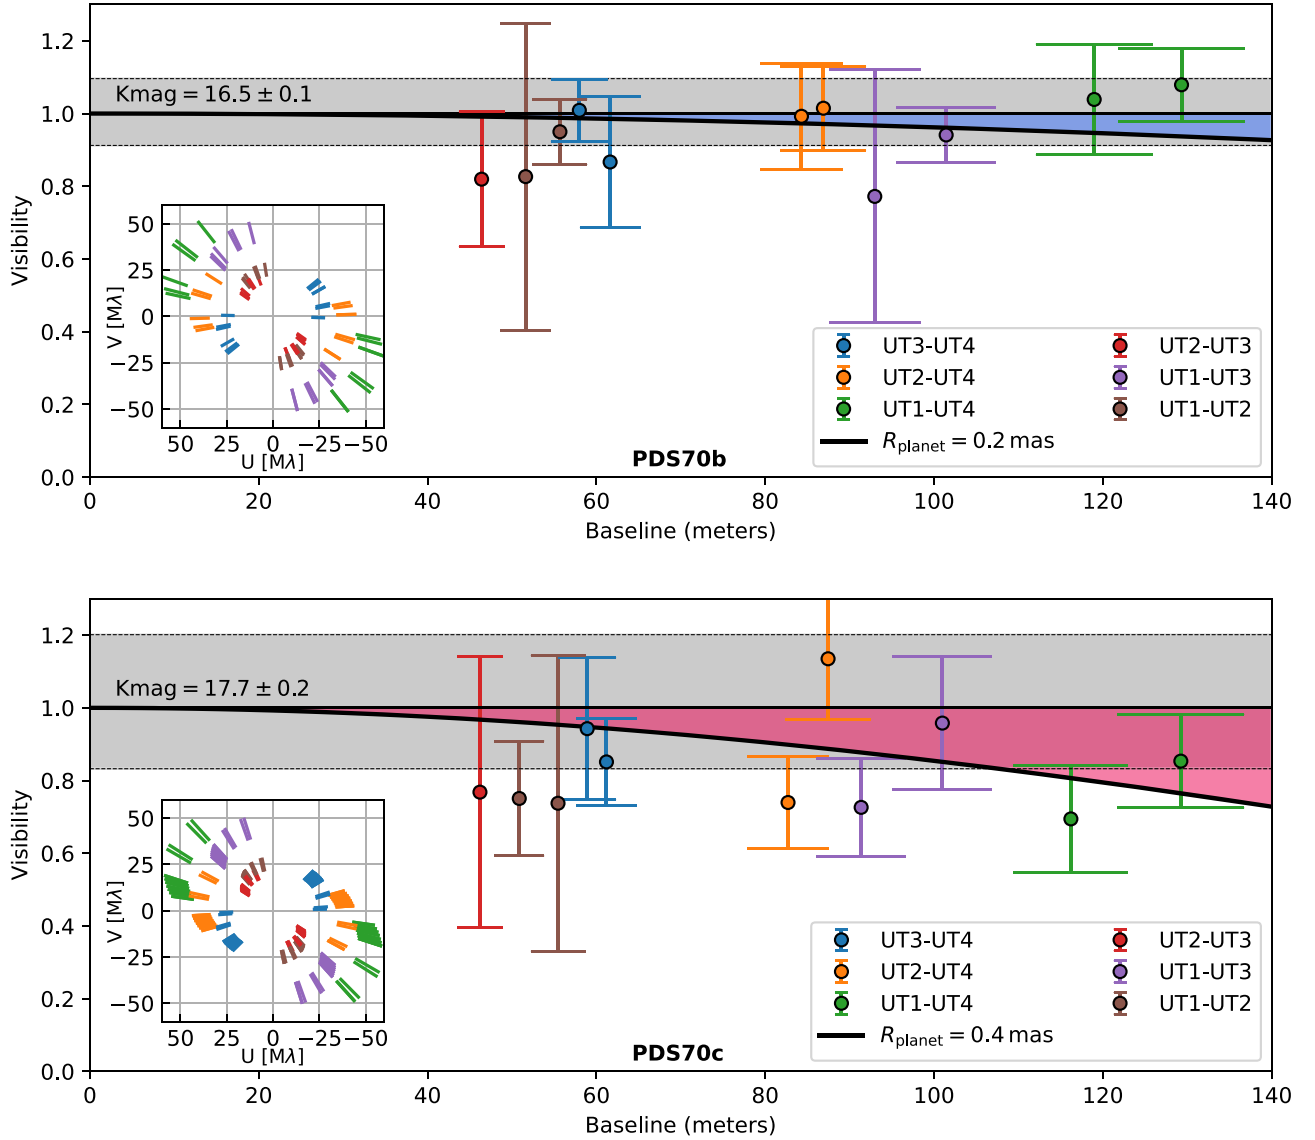 1.2
1.0
0.8
0.6
0.4
0.2
0.0
Visibility
Kmag = 16.5 ± 0.1
50
25
0
−25
−50
V [Mλ]
50 25 0 −25 −50
U [Mλ]
UT3-UT4 UT2-UT3
UT2-UT4 UT1-UT3
UT1-UT4 UT1-UT2
R_planet = 0.2 mas
PDS70b
0 20 40 60 80 100 120 140
Baseline (meters)
1.2
1.0
0.8
0.6
0.4
0.2
0.0
Visibility
Kmag = 17.7 ± 0.2
50
25
0
−25
−50
V [Mλ]
50 25 0 −25 −50
U [Mλ]
UT3-UT4 UT2-UT3
UT2-UT4 UT1-UT3
UT1-UT4 UT1-UT2
R_planet = 0.4 mas
PDS70c
0 20 40 60 80 100 120 140
Baseline (meters)